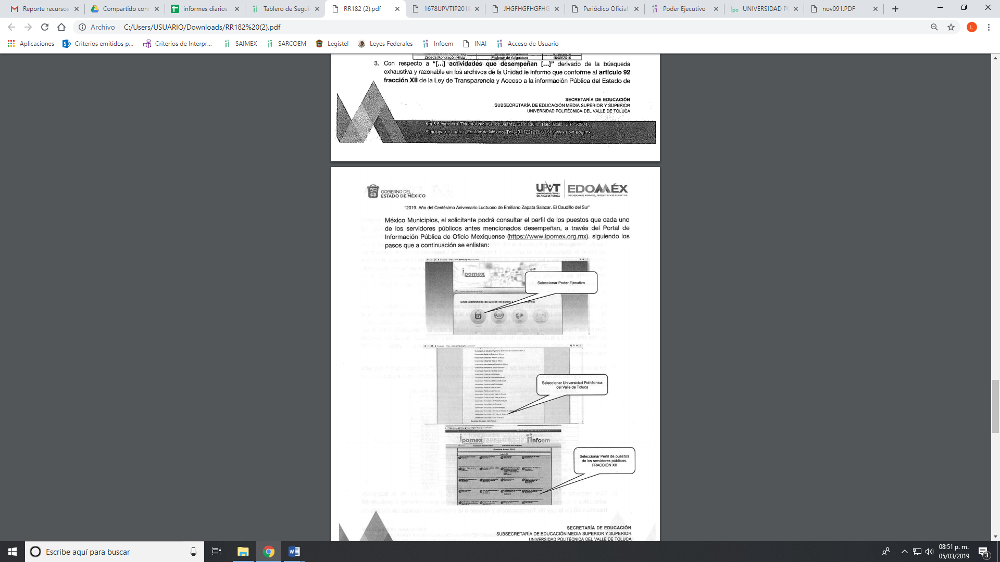 Reporte recursos
Compartido con
informes diarios
Tablero de Segui
RR182 (2).pdf
1678UPVTIP2018
JHGFHGFHGFHG
Periódico Oficial
Poder Ejecutivo
UNIVERSIDAD P
nov091.PDF
Archivo
C:/Users/USUARIO/Downloads/RR182%20(2).pdf
L
Aplicaciones
Criterios emitidos p...
Criterios de Interpr...
SAIMEX
SARCOEM
Legistel
Leyes Federales
Infoem
INAI
Acceso de Usuario
Zepeda Mondragón Hilda
Profesor de Asignatura
16/09/2018
3. Con respecto a “[...] actividades que desempeñan [...]” derivado de la búsqueda
exhaustiva y razonable en los archivos de la Unidad le informo que conforme al artículo 92
fracción XII de la Ley de Transparencia y Acceso a la información Pública del Estado de
SECRETARÍA DE EDUCACIÓN
SUBSECRETARÍA DE EDUCACIÓN MEDIA SUPERIOR Y SUPERIOR
UNIVERSIDAD POLITÉCNICA DEL VALLE DE TOLUCA
Km 5.6 carretera Toluca-Almoloya de Juárez, Santiaguito Tlalcilalcali, C.P. 50904,
Almoloya de Juárez, Estado de México, Tel.: (01 722) 276 60 60 www.upvt.edu.mx
GOBIERNO DEL
ESTADO DE MÉXICO
UPVT
UNIVERSIDAD POLITÉCNICA
DEL VALLE DE TOLUCA
EDOMÉX
DECISIONES FIRMES, RESULTADOS FUERTES.
“2019. Año del Centésimo Aniversario Luctuoso de Emiliano Zapata Salazar. El Caudillo del Sur”
México Municipios, el solicitante podrá consultar el perfil de los puestos que cada uno
de los servidores públicos antes mencionados desempeñan, a través del Portal de
Información Pública de Oficio Mexiquense (https://www.ipomex.org.mx). siguiendo los
pasos que a continuación se enlistan:
ipomex
Seleccionar Poder Ejecutivo
Sitios electrónicos de sujetos obligados
Seleccionar Universidad Politécnica
del Valle de Toluca
ipomex
infoem
Ejercicio Actual 2018
Seleccionar Perfil de puestos
de los servidores públicos.
FRACCIÓN XII
SECRETARÍA DE EDUCACIÓN
SUBSECRETARÍA DE EDUCACIÓN MEDIA SUPERIOR Y SUPERIOR
UNIVERSIDAD POLITÉCNICA DEL VALLE DE TOLUCA
Escribe aquí para buscar
08:51 p. m.
05/03/2019
3